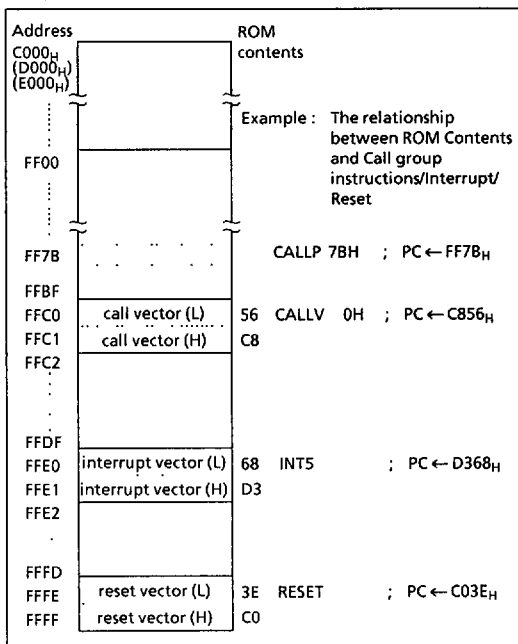 Address ROM
C000H contents
(D000H)
(E000H)
Example : The relationship
between ROM Contents
FF00 and Call group
instructions/Interrupt/
Reset
FF7B CALLP 7BH ; PC ← FF7BH
FFBF
FFC0 call vector (L) 56 CALLV 0H ; PC ← C856H
FFC1 call vector (H) C8
FFC2
FFDF
FFE0 interrupt vector (L) 68 INT5 ; PC ← D368H
FFE1 interrupt vector (H) D3
FFE2
FFFD
FFFE reset vector (L) 3E RESET ; PC ← C03EH
FFFF reset vector (H) C0